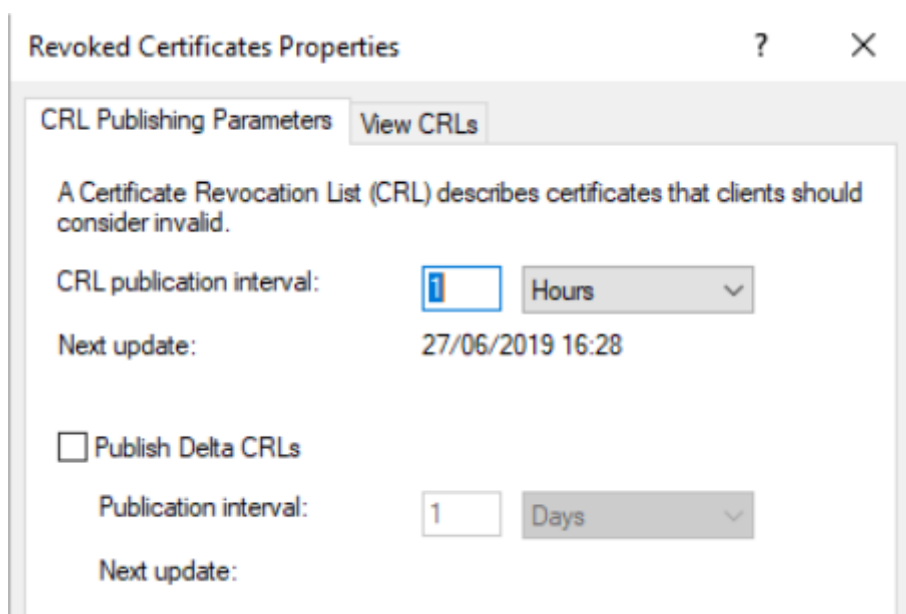 Revoked Certificates Properties ?
CRL Publishing Parameters View CRLs
A Certificate Revocation List (CRL) describes certificates that clients should
consider invalid.
CRL publication interval: 1 Hours
Next update: 27/06/2019 16:28
Publish Delta CRLs
Publication interval: 1 Days
Next update: